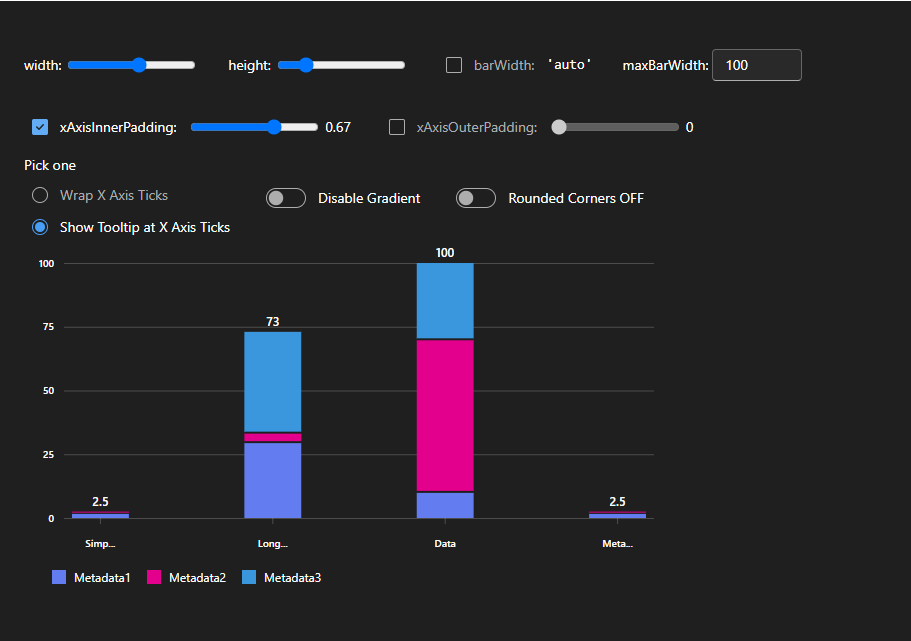 width: height: barWidth: 'auto' maxBarWidth: 100
xAxisInnerPadding: 0.67 xAxisOuterPadding: 0
Pick one
Wrap X Axis Ticks
Disable Gradient Rounded Corners OFF
Show Tooltip at X Axis Ticks
100
75
50
25
0
2.5
73
100
2.5
Simp... Long... Data Meta...
Metadata1 Metadata2 Metadata3